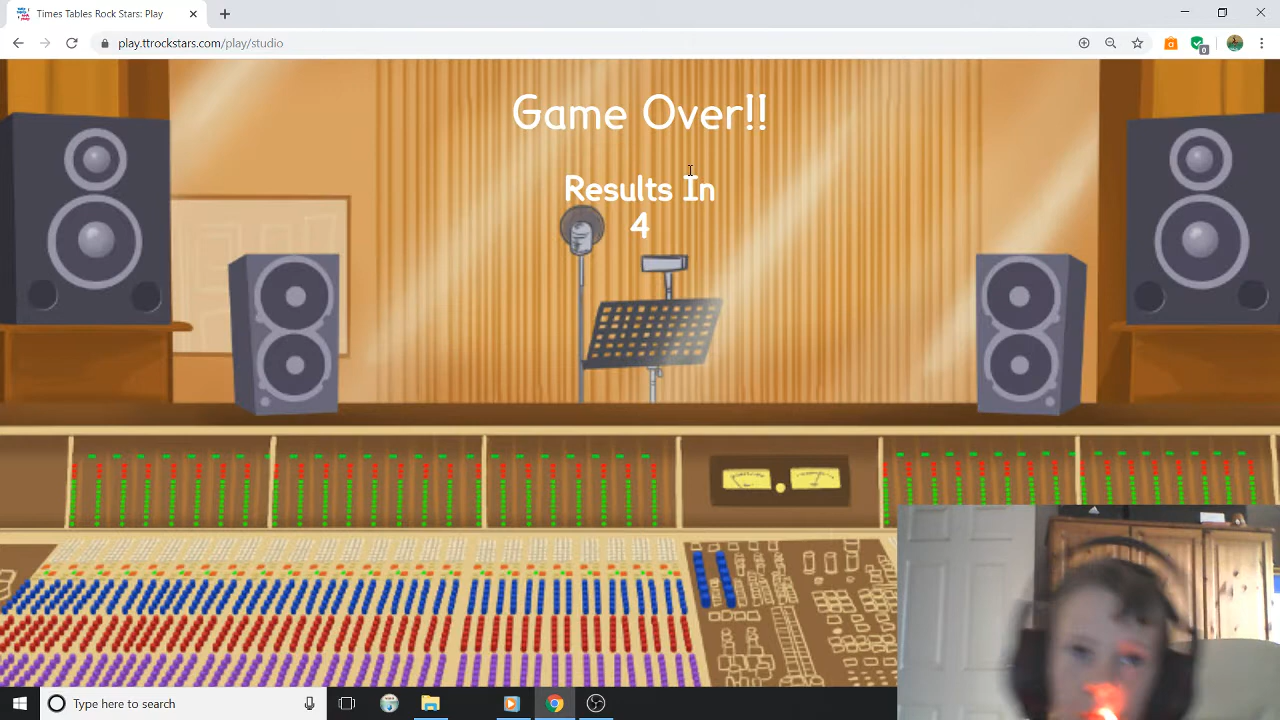 Times Tables Rock Stars: Play
play.ttrockstars.com/play/studio
0
Game Over!!
Results In
4
Type here to search